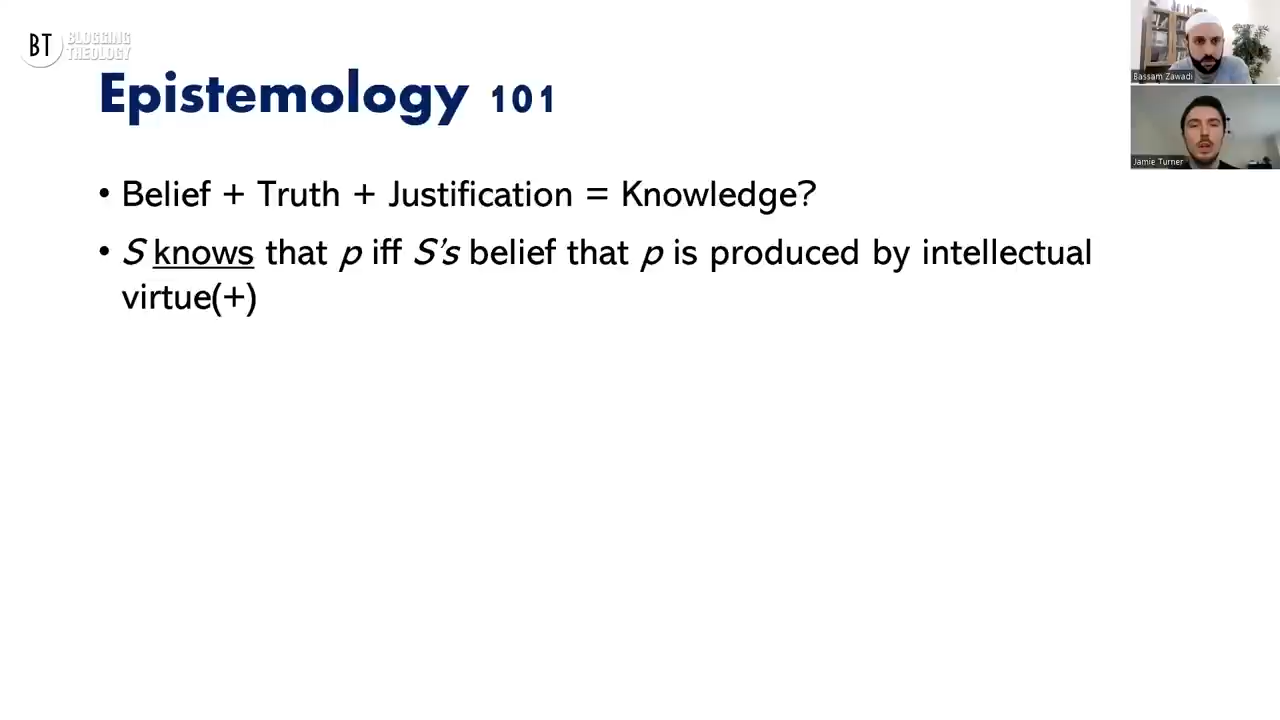 BT BLOGGING
THEOLOGY
Epistemology 101
• Belief + Truth + Justification = Knowledge?
• S knows that p iff S’s belief that p is produced by intellectual
virtue(+)
Bassam Zawadi
Jamie Turner